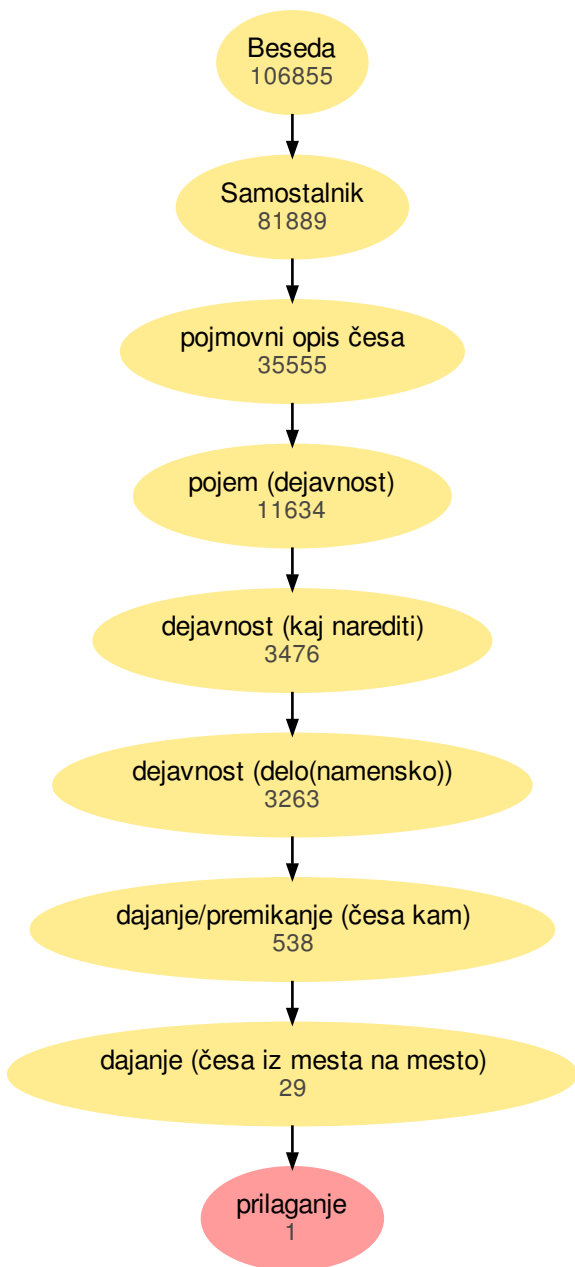 Beseda
106855
Samostalnik
81889
pojmovni opis česa
35555
pojem (dejavnost)
11634
dejavnost (kaj narediti)
3476
dejavnost (delo(namensko))
3263
dajanje/premikanje (česa kam)
538
dajanje (česa iz mesta na mesto)
29
prilaganje
1